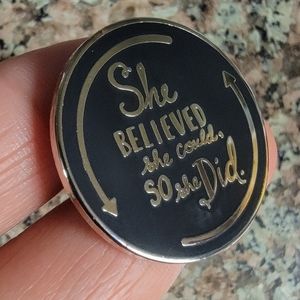 She
BELIEVED
she could,
SO she Did.